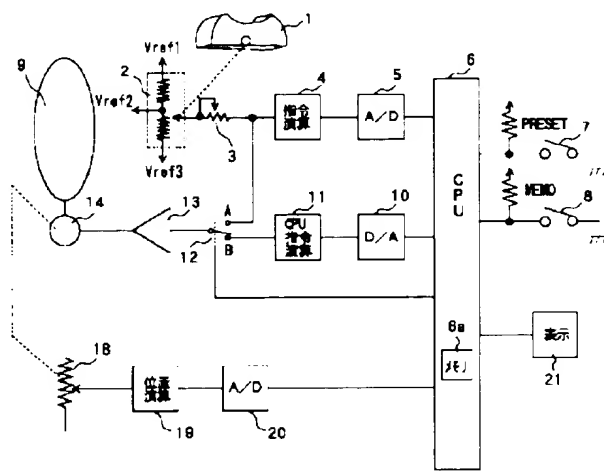 1
9
Vref1
2
Vref2
Vref3
3
4
指令
演算
5
A/D
6
CPU
PRESET
7
MEMO
8
14
13
12
A
B
11
CPU
指令
演算
10
D/A
6a
メモリ
表示
21
18
位置
演算
19
A/D
20